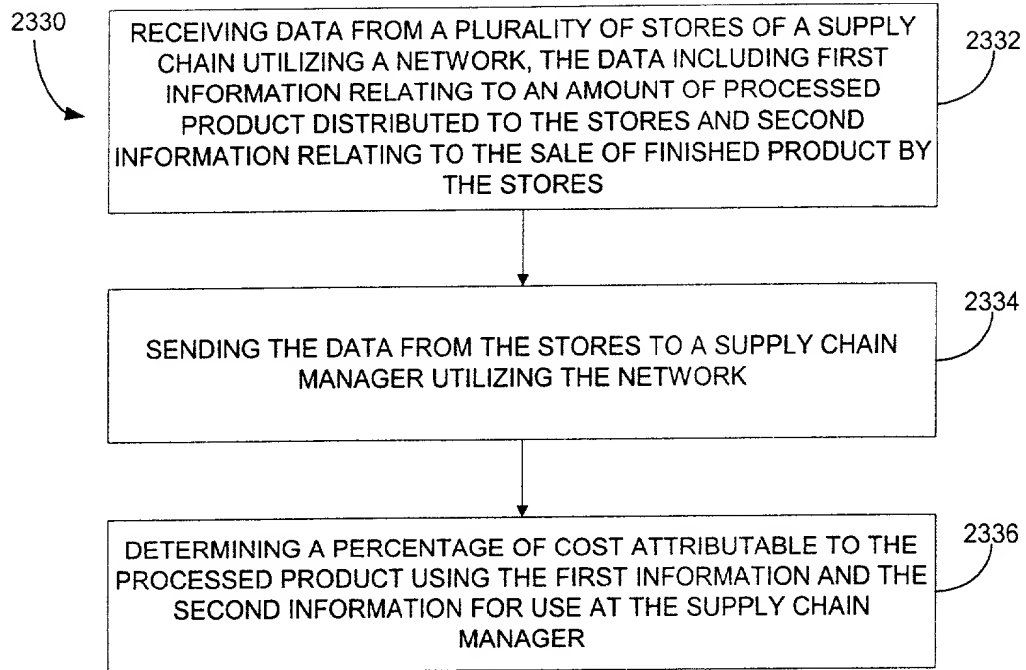 2330
RECEIVING DATA FROM A PLURALITY OF STORES OF A SUPPLY
CHAIN UTILIZING A NETWORK, THE DATA INCLUDING FIRST
INFORMATION RELATING TO AN AMOUNT OF PROCESSED
PRODUCT DISTRIBUTED TO THE STORES AND SECOND
INFORMATION RELATING TO THE SALE OF FINISHED PRODUCT BY
THE STORES
2332
SENDING THE DATA FROM THE STORES TO A SUPPLY CHAIN
MANAGER UTILIZING THE NETWORK
2334
DETERMINING A PERCENTAGE OF COST ATTRIBUTABLE TO THE
PROCESSED PRODUCT USING THE FIRST INFORMATION AND THE
SECOND INFORMATION FOR USE AT THE SUPPLY CHAIN
MANAGER
2336